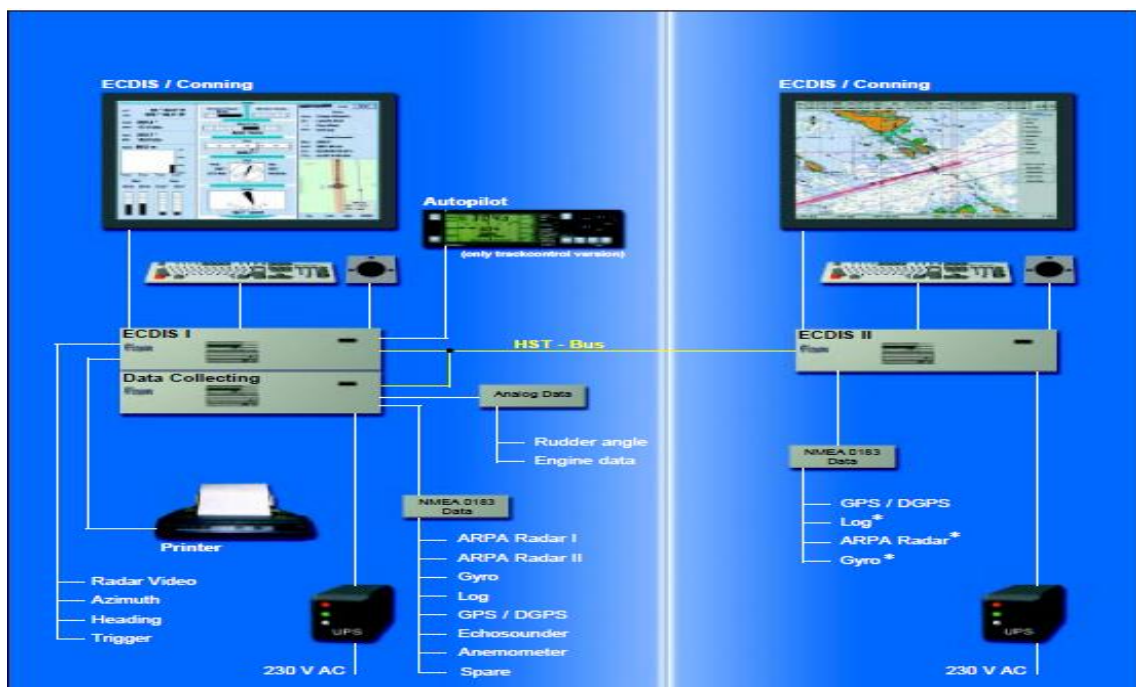 ECDIS / Conning
ECDIS / Conning
Autopilot
(only trackcontrol version)
ECDIS I
Data Collecting
HST - Bus
ECDIS II
Analog Data
Rudder angle
Engine data
NMEA 0183
Data
ARPA Radar I
ARPA Radar II
Gyro
Log
GPS / DGPS
Echosounder
Anemometer
Spare
Printer
Radar Video
Azimuth
Heading
Trigger
UPS
230 V AC
NMEA 0183
Data
GPS / DGPS
Log*
ARPA Radar*
Gyro*
UPS
230 V AC